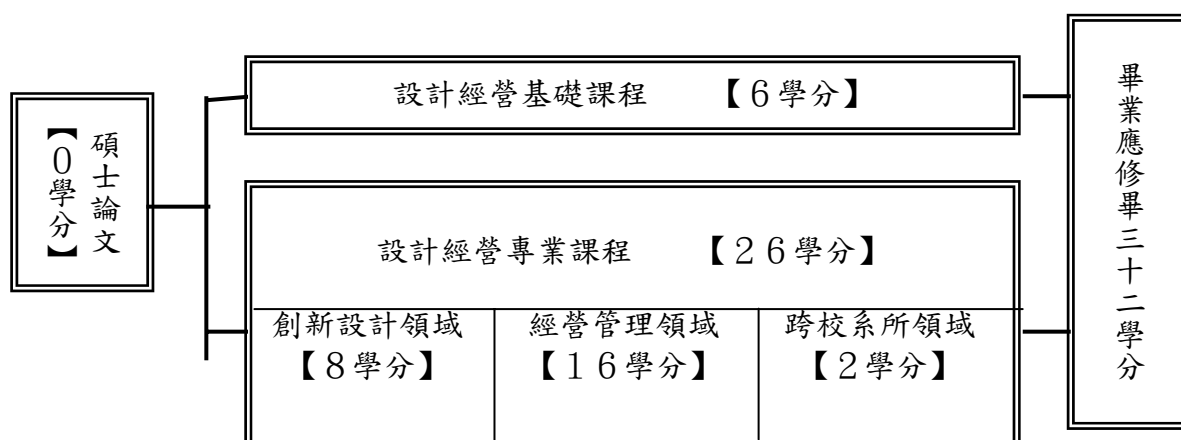 碩士論文
【0學分】
設計經營基礎課程 【6學分】
設計經營專業課程 【26學分】
創新設計領域
【8學分】
經營管理領域
【16學分】
跨校系所領域
【2學分】
畢業應修畢三十二學分